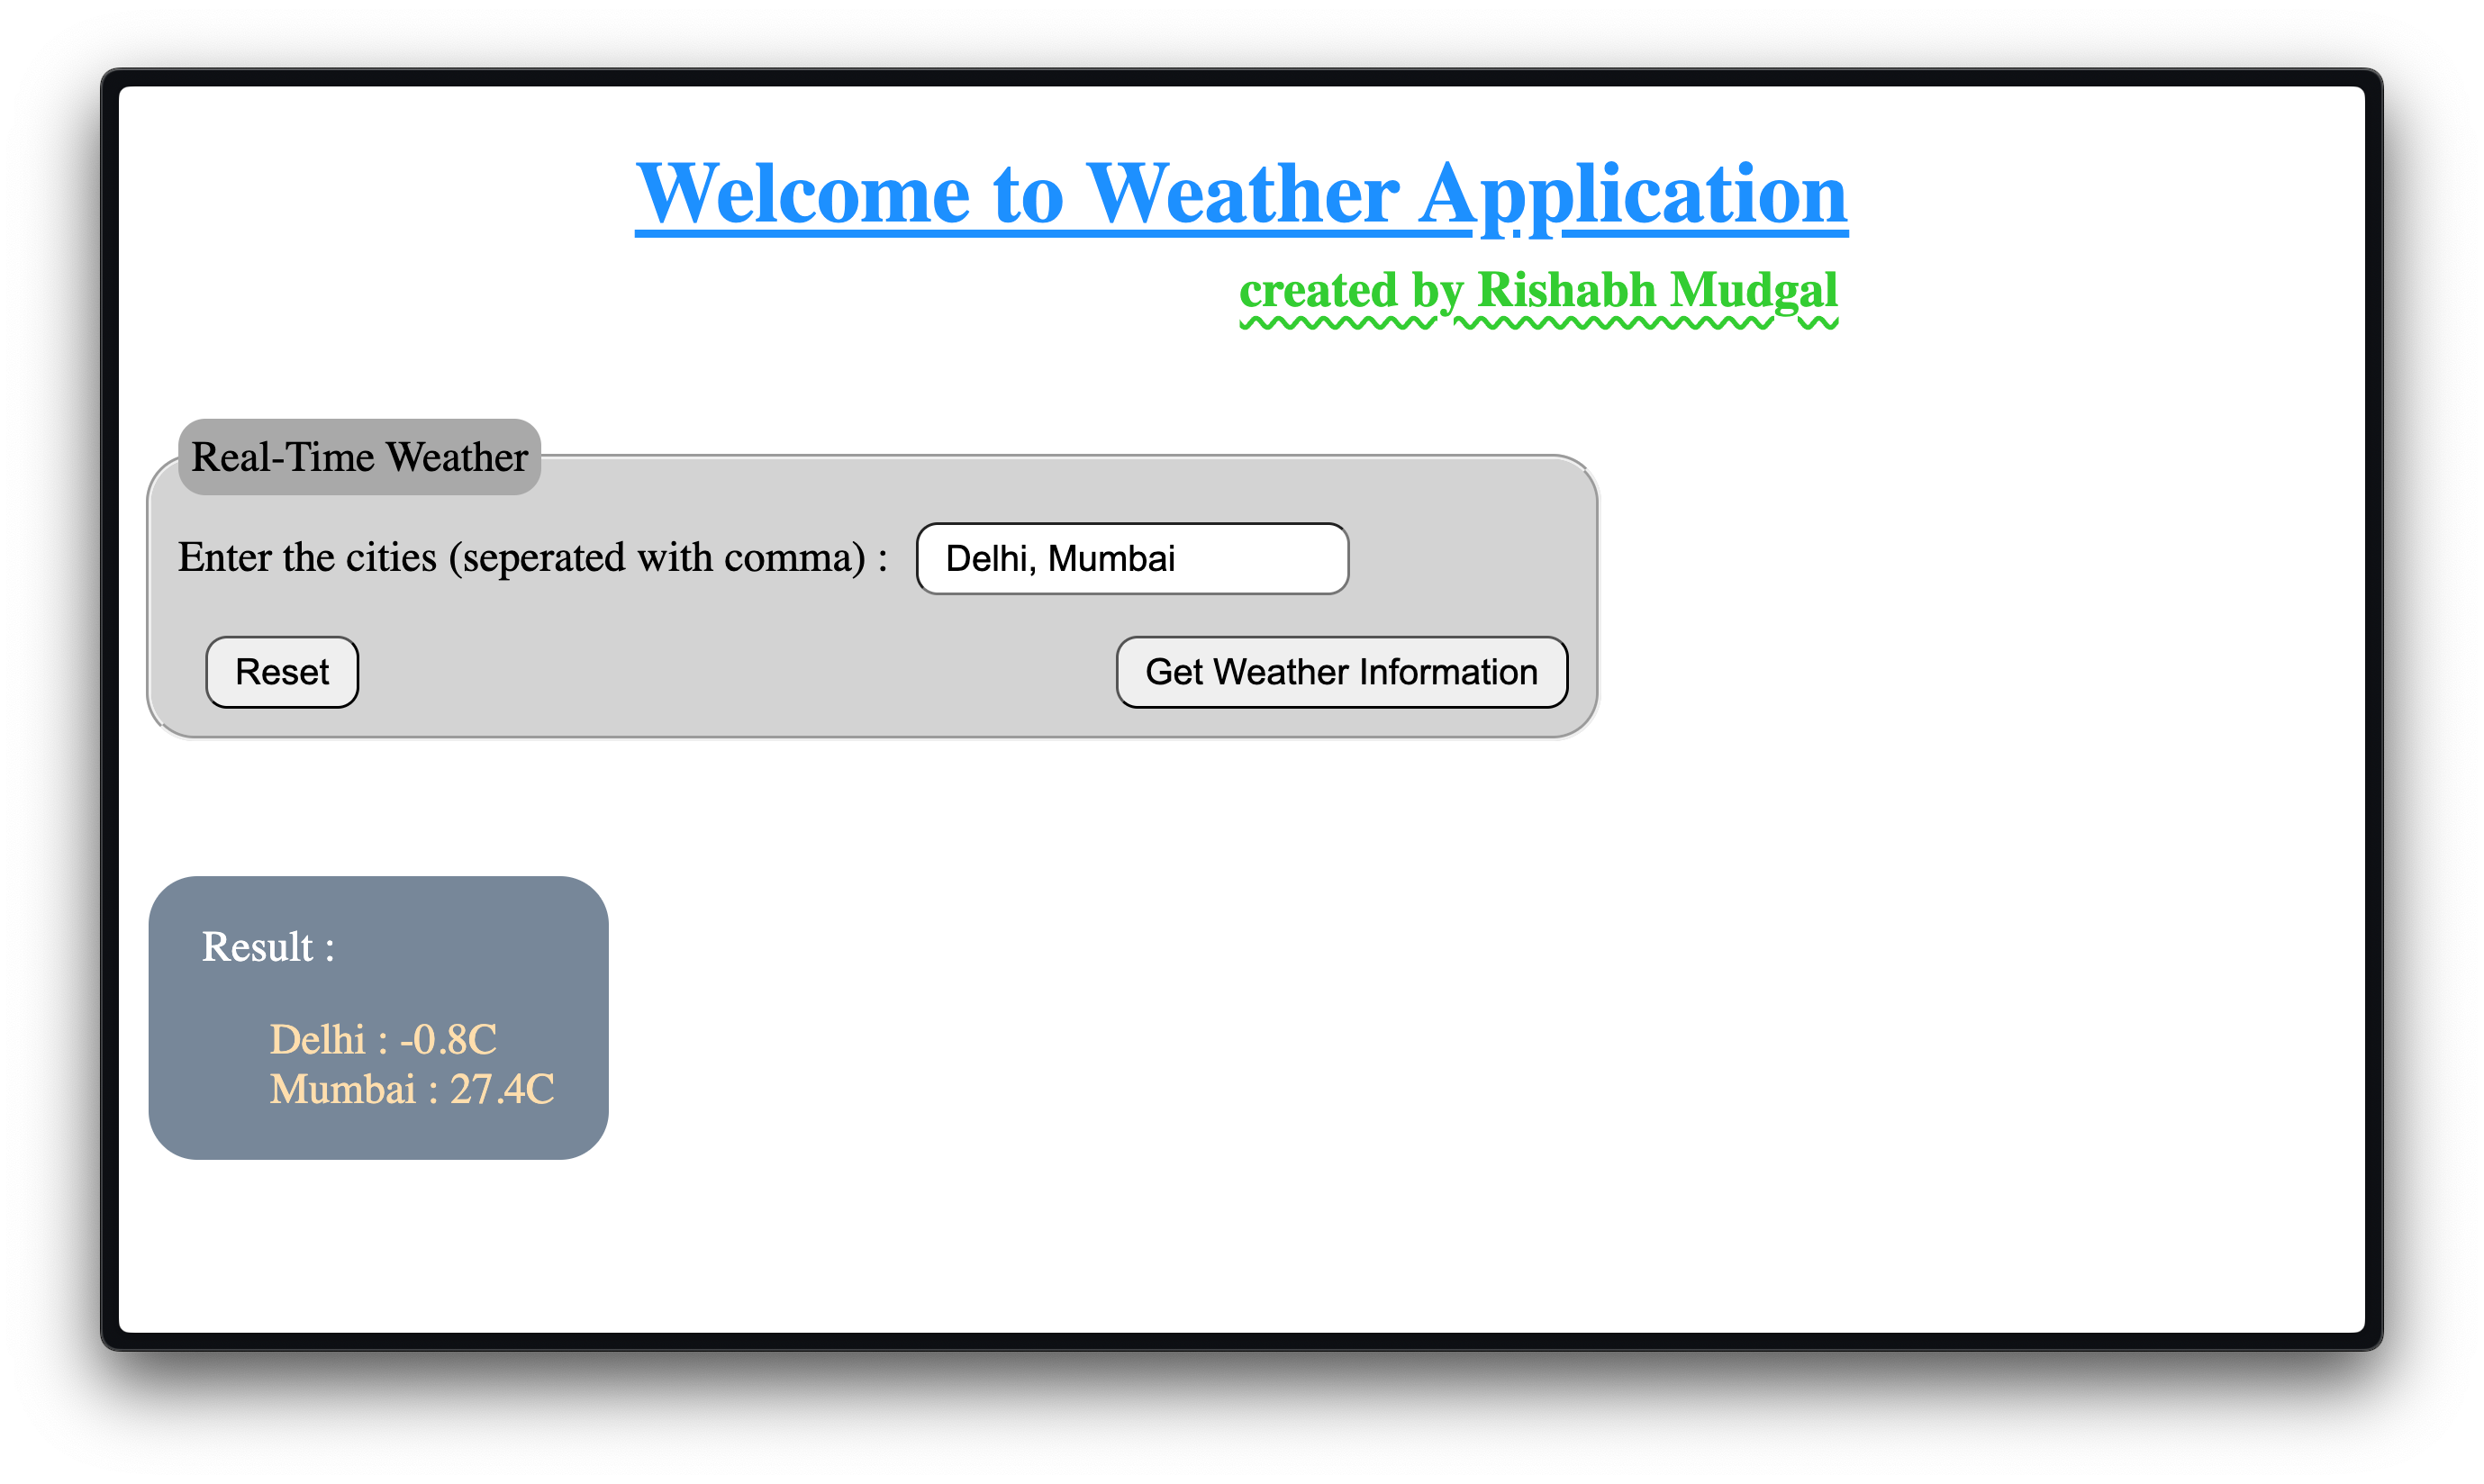 Welcome to Weather Application
created by Rishabh Mudgal
Real-Time Weather
Enter the cities (seperated with comma) : Delhi, Mumbai
Reset Get Weather Information
Result :
Delhi : -0.8C
Mumbai : 27.4C